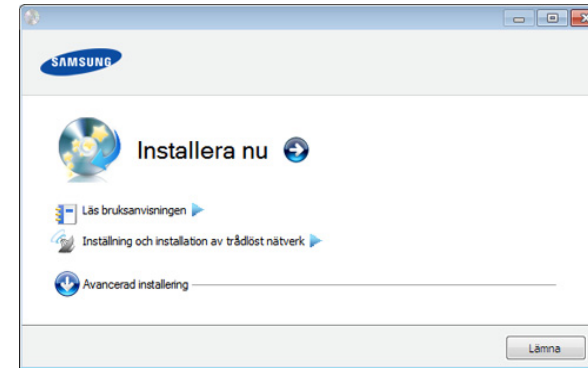 SAMSUNG
Installera nu
Läs bruksanvisningen
Inställning och installation av trådlöst nätverk
Avancerad installering
Lämna